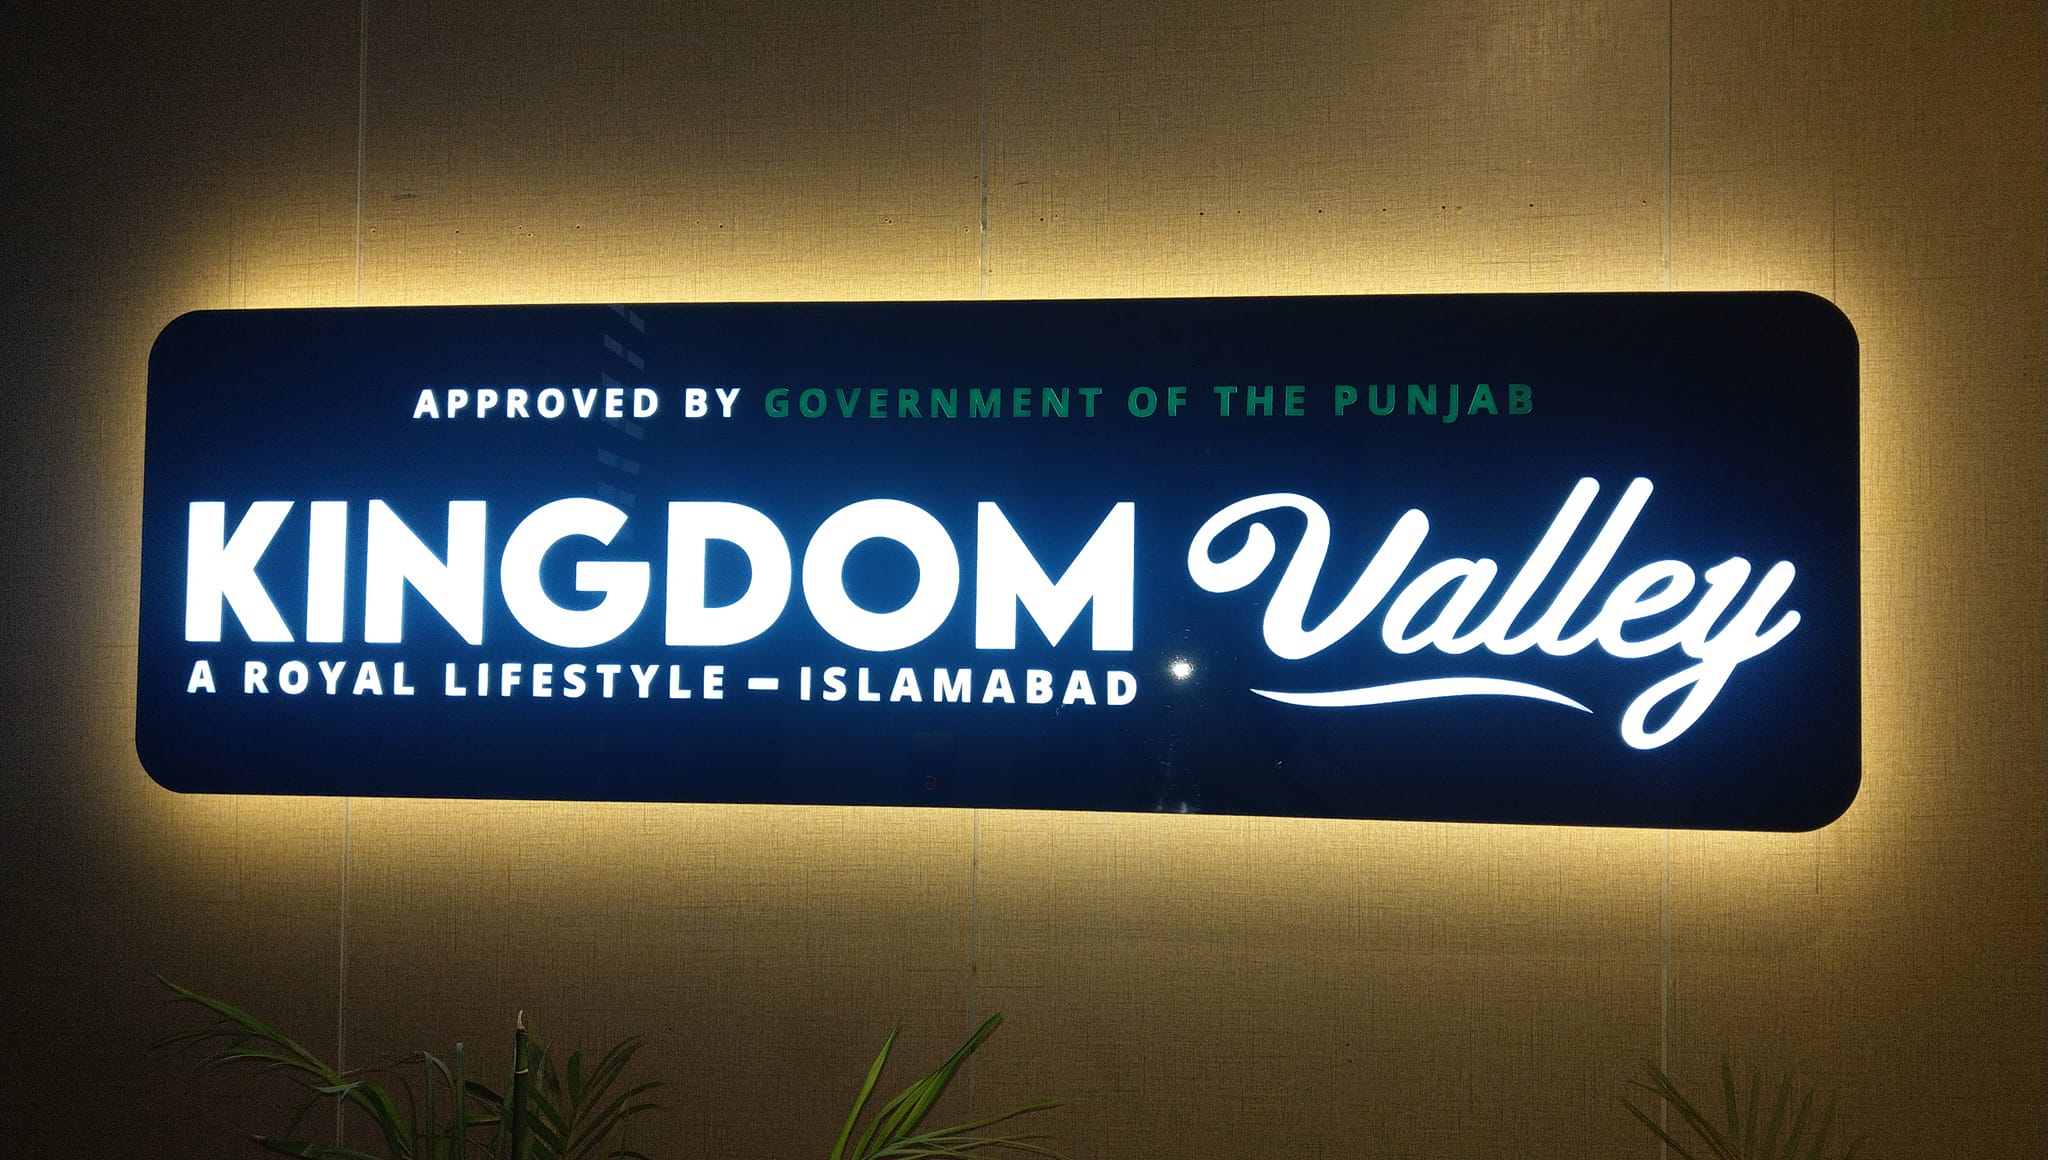 APPROVED BY GOVERNMENT OF THE PUNJAB
KINGDOM Valley
A ROYAL LIFESTYLE – ISLAMABAD